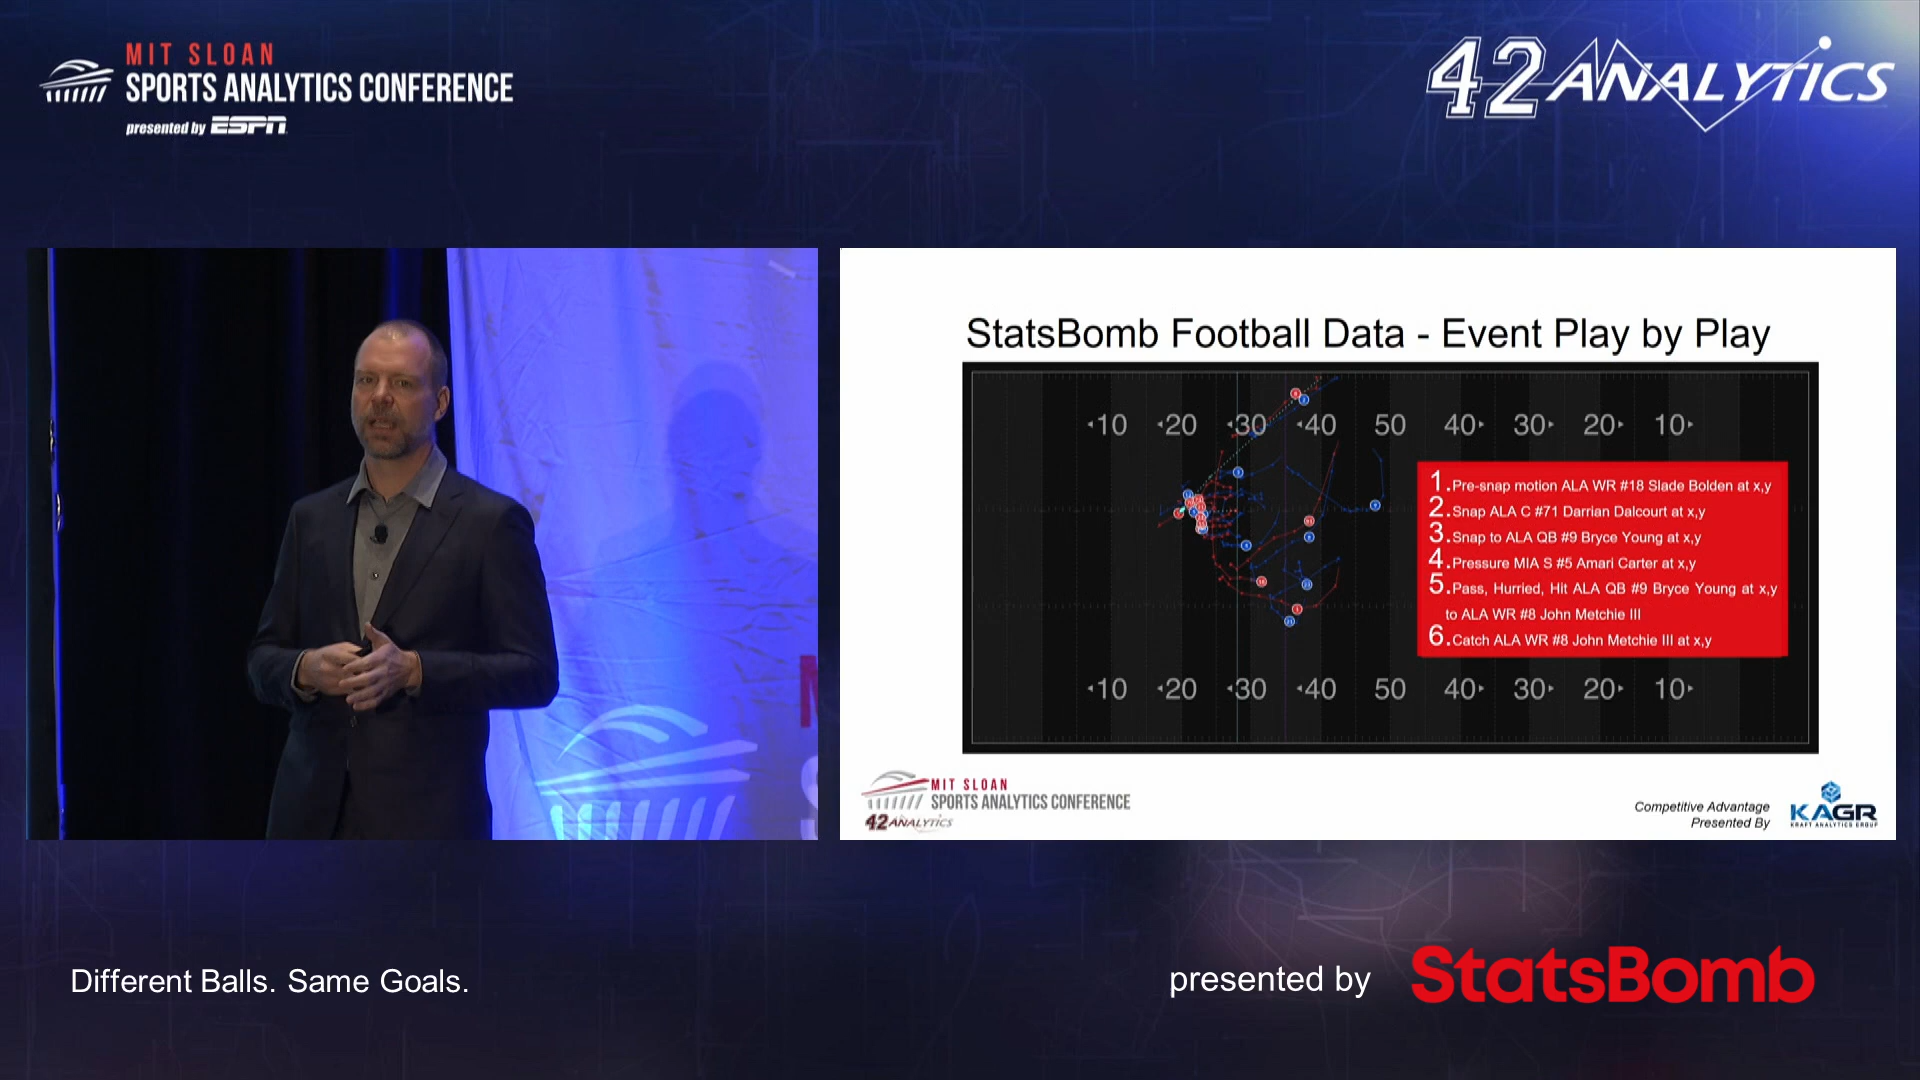 MIT SLOAN
SPORTS ANALYTICS CONFERENCE
presented by ESPN
42 ANALYTICS
StatsBomb Football Data - Event Play by Play
10 20 30 40 50 40 30 20 10
1. Pre-snap motion ALA WR #18 Slade Bolden at x,y
2. Snap ALA C #71 Darrian Dalcourt at x,y
3. Snap to ALA QB #9 Bryce Young at x,y
4. Pressure MIA S #5 Amari Carter at x,y
5. Pass, Hurried, Hit ALA QB #9 Bryce Young at x,y
to ALA WR #8 John Metchie III
6. Catch ALA WR #8 John Metchie III at x,y
10 20 30 40 50 40 30 20 10
MIT SLOAN
SPORTS ANALYTICS CONFERENCE
42 ANALYTICS
Competitive Advantage
Presented By
KAGR
KRAFT ANALYTICS GROUP
Different Balls. Same Goals.
presented by StatsBomb